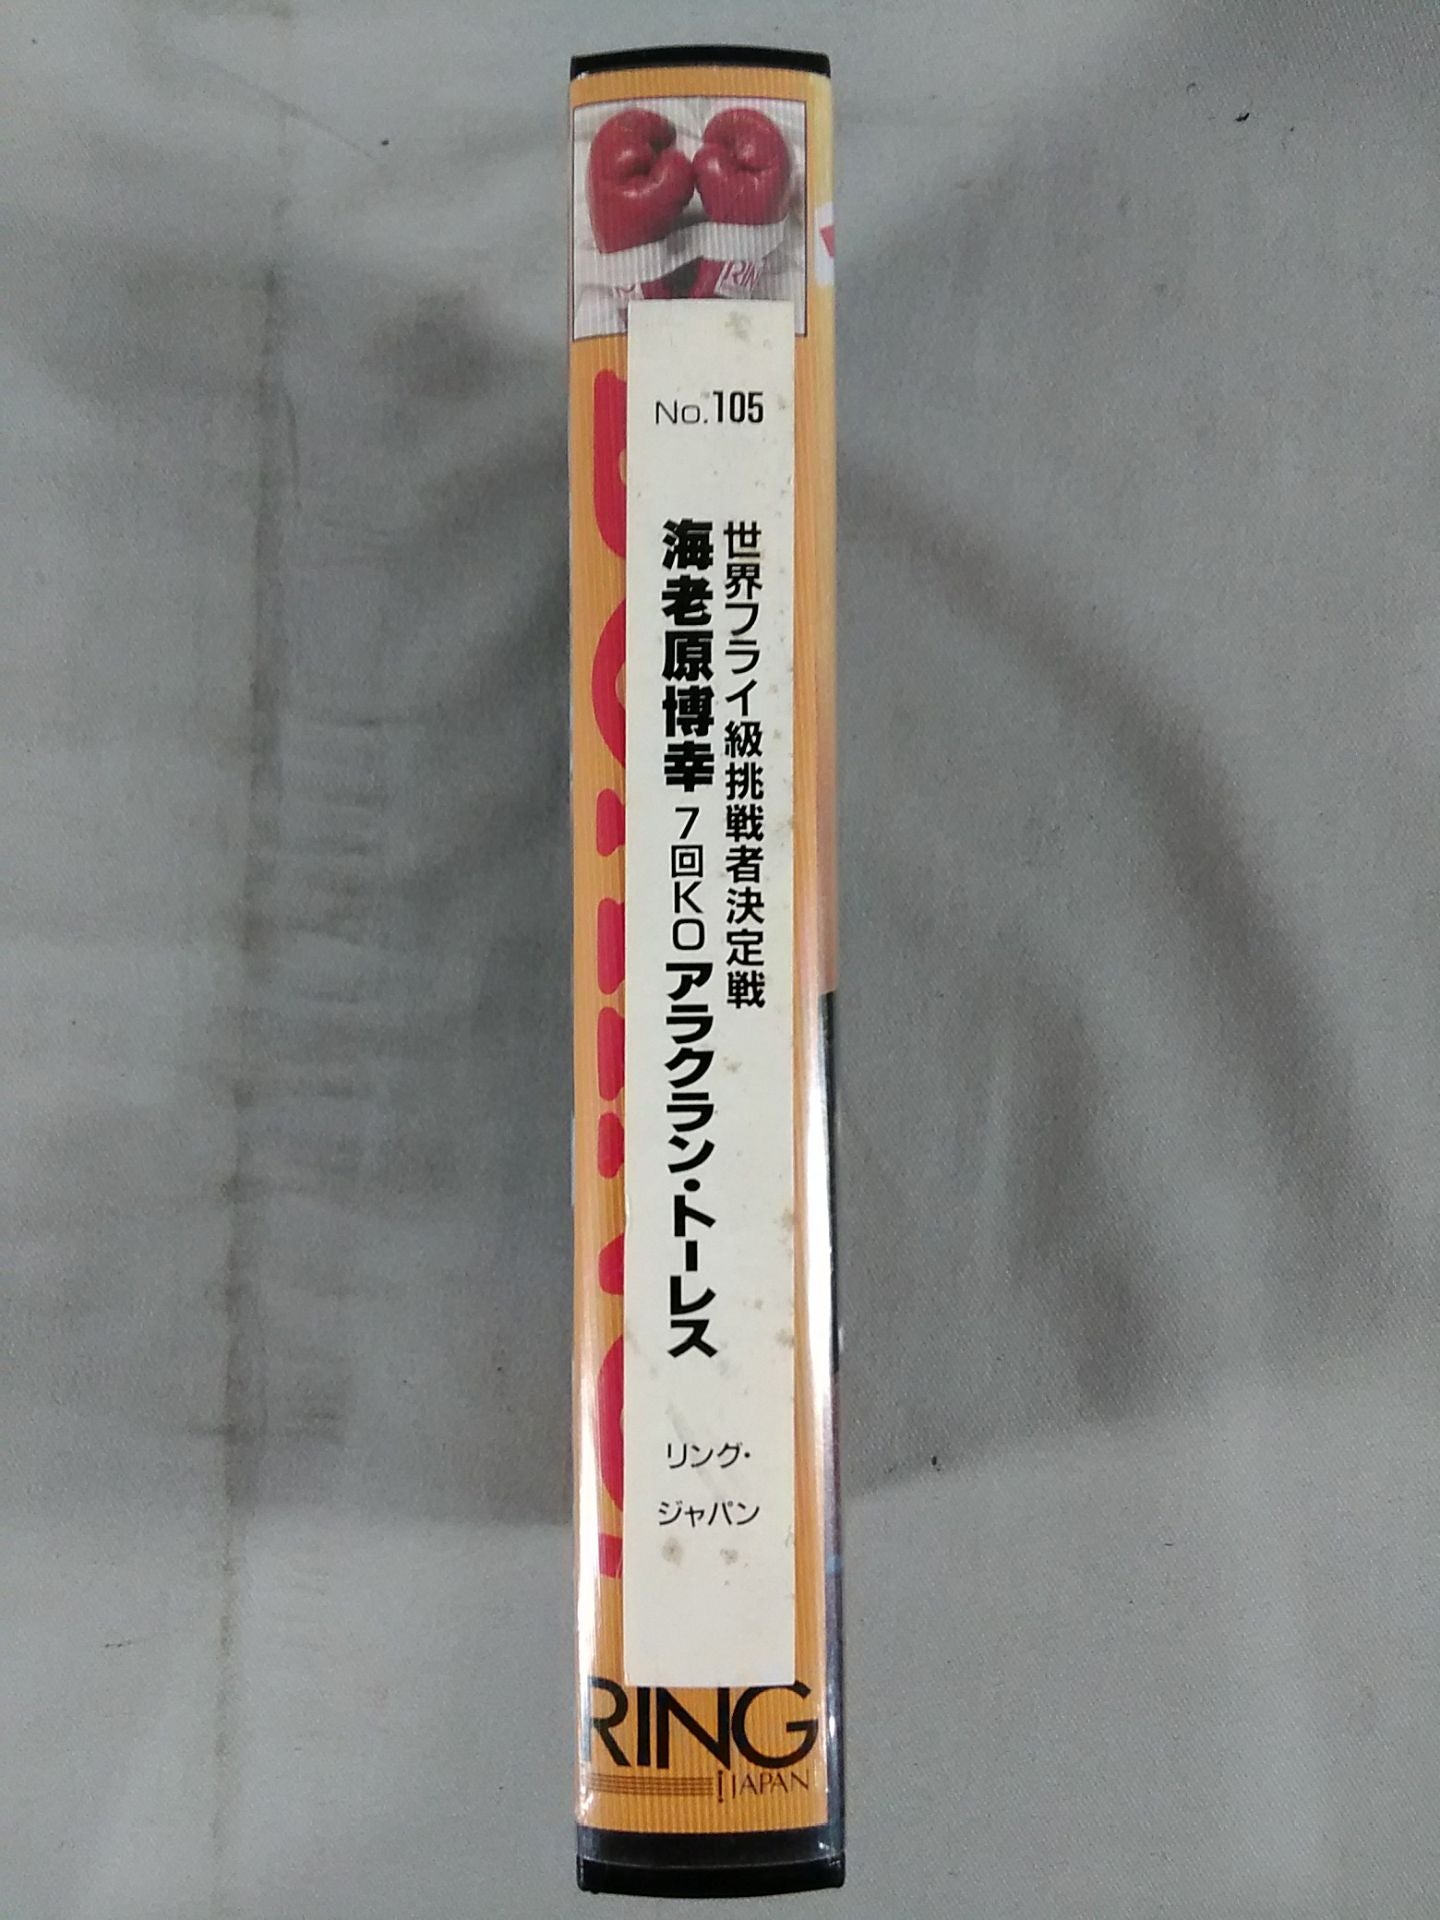 RIN
No.105
世界フライ級挑戦者決定戦
海老原博幸7回KOアラクラン・トーレス
リング・
ジャパン
RING
JAPAN